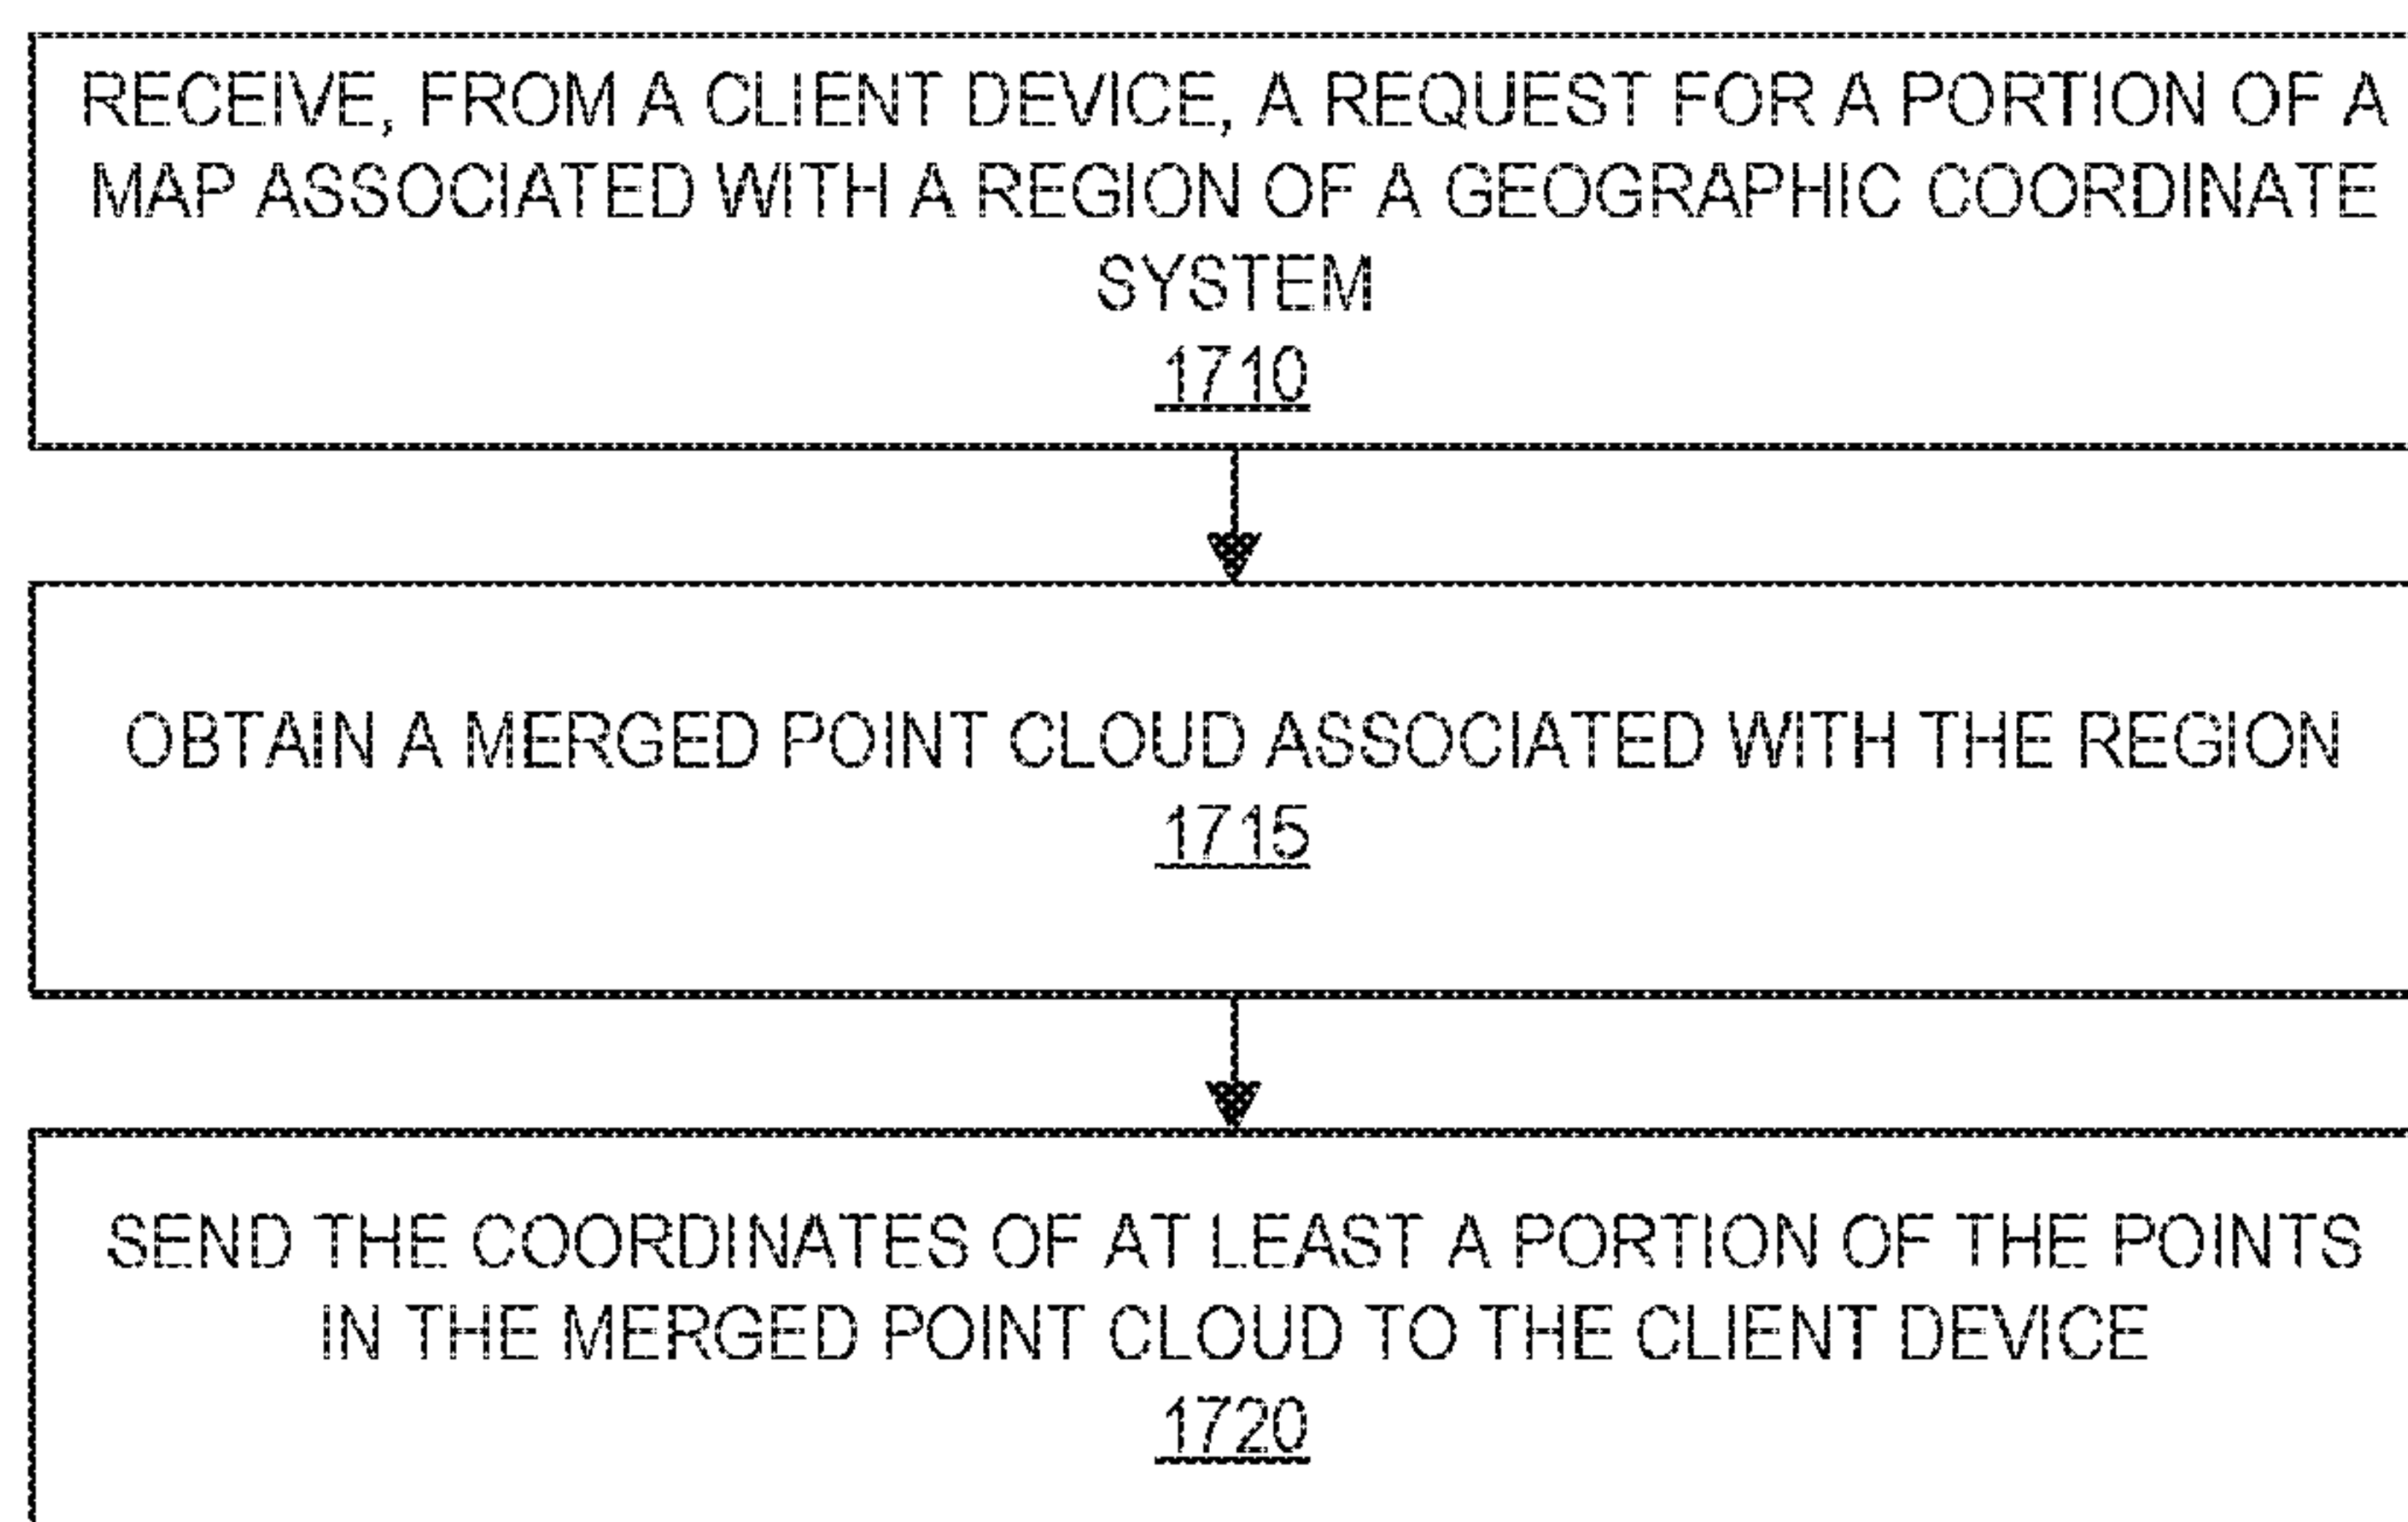 RECEIVE, FROM A CLIENT DEVICE, A REQUEST FOR A PORTION OF A
MAP ASSOCIATED WITH A REGION OF A GEOGRAPHIC COORDINATE
SYSTEM
1710
OBTAIN A MERGED POINT CLOUD ASSOCIATED WITH THE REGION
1715
SEND THE COORDINATES OF AT LEAST A PORTION OF THE POINTS
IN THE MERGED POINT CLOUD TO THE CLIENT DEVICE
1720